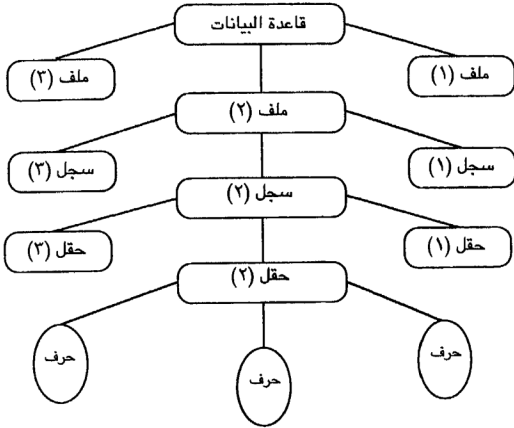 قاعدة البيانات
ملف (١)
ملف (٣)
ملف (٢)
سجل (١)
سجل (٣)
سجل (٢)
حقل (١)
حقل (٣)
حقل (٢)
حرف
حرف
حرف